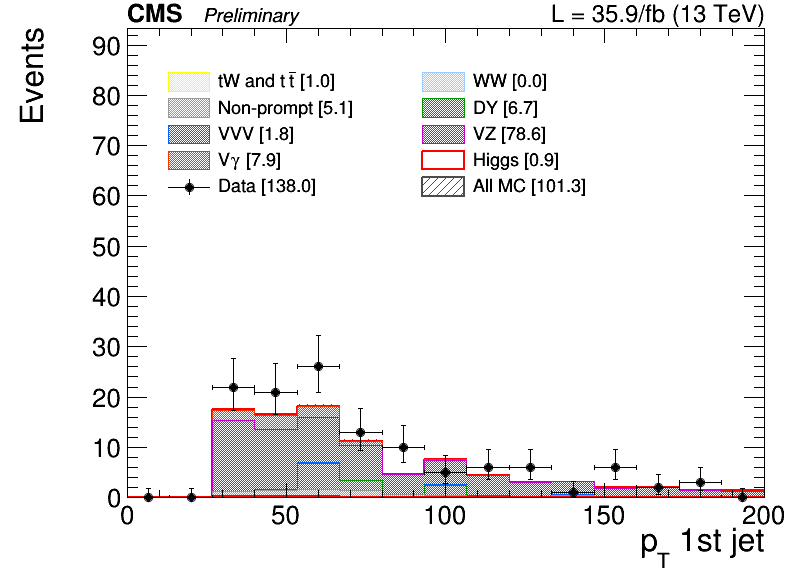 CMS Preliminary L = 35.9/fb (13 TeV)
Events
90
80
70
60
50
40
30
20
10
0
tW and t t̅ [1.0]
Non-prompt [5.1]
VVV [1.8]
Vγ [7.9]
Data [138.0]
WW [0.0]
DY [6.7]
VZ [78.6]
Higgs [0.9]
All MC [101.3]
0 50 100 150 200
p_T 1st jet